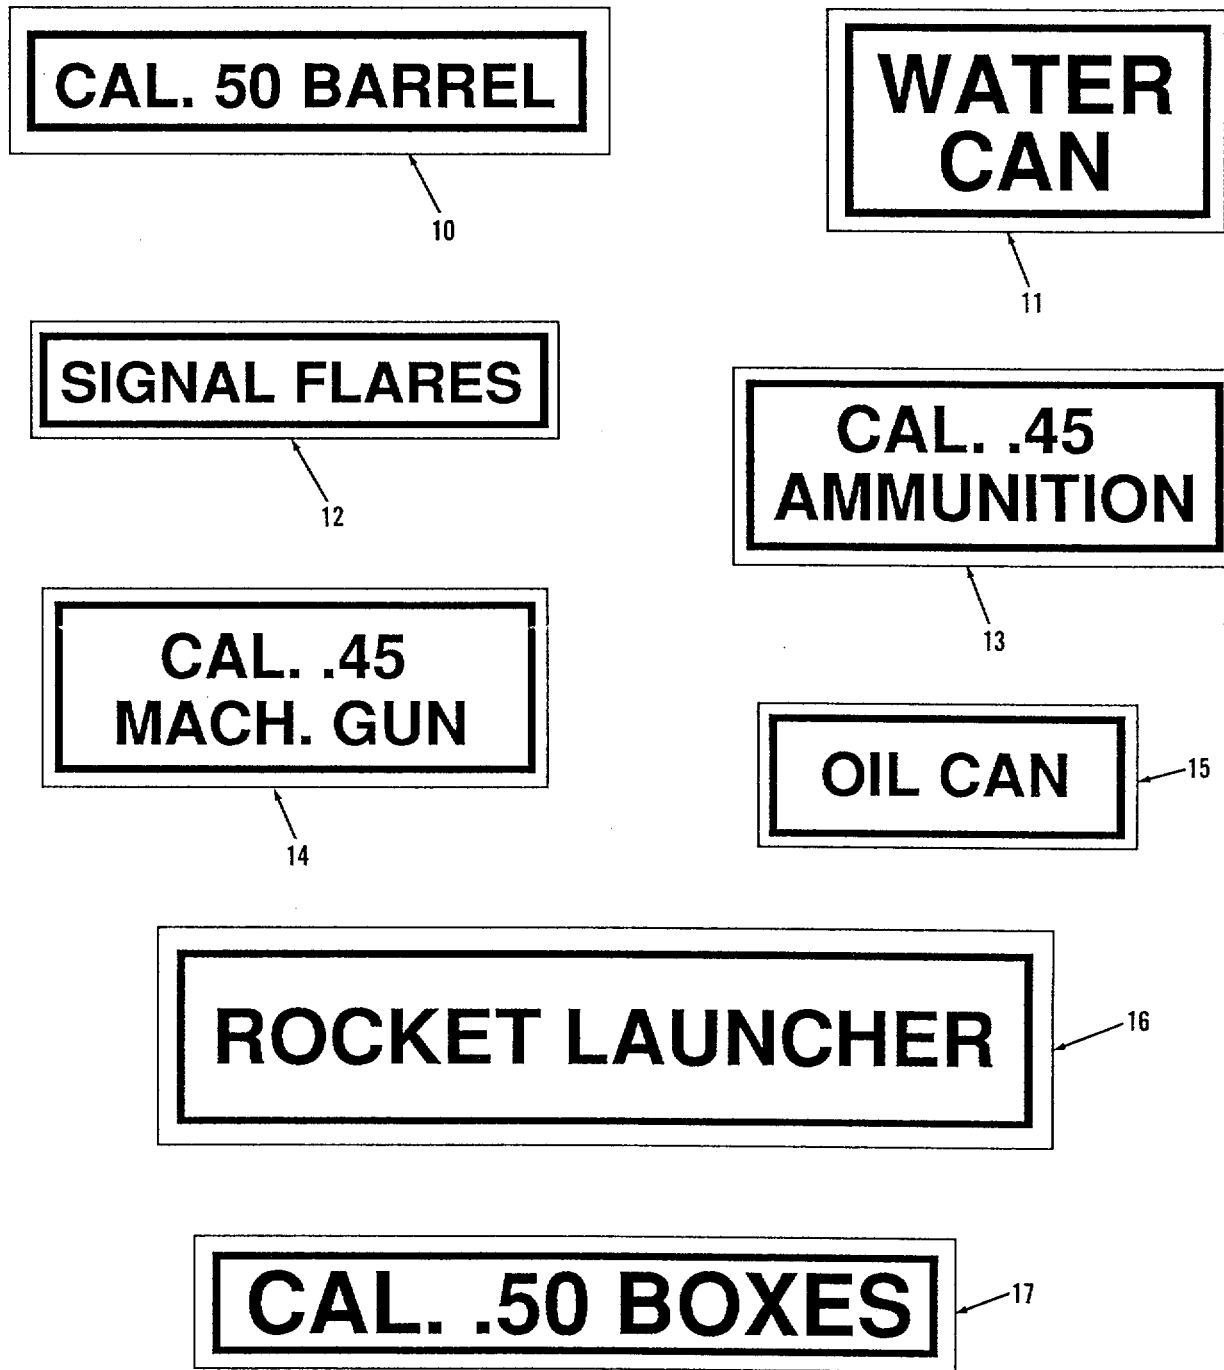 CAL. 50 BARREL
10
WATER
CAN
11
SIGNAL FLARES
12
CAL. .45
AMMUNITION
13
CAL. .45
MACH. GUN
14
OIL CAN
15
ROCKET LAUNCHER
16
CAL. .50 BOXES
17